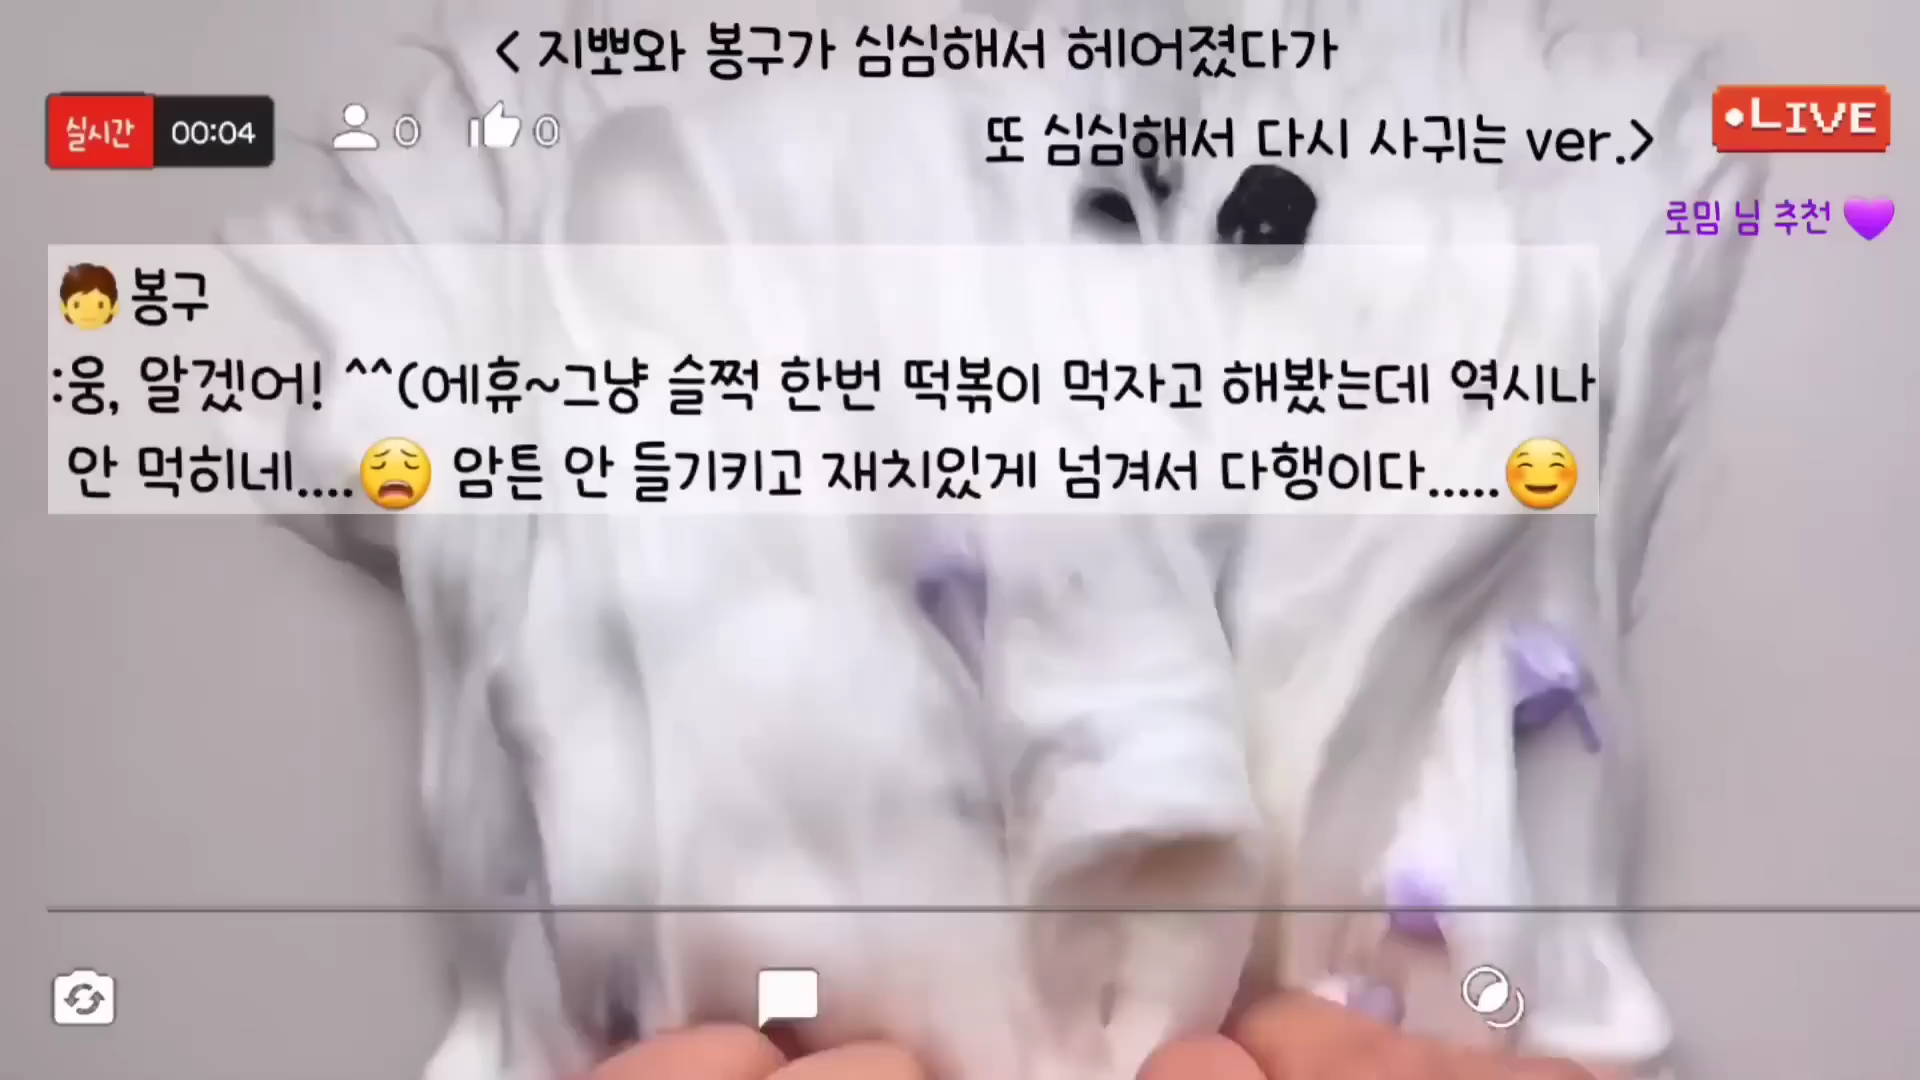 < 지뽀와 봉구가 심심해서 헤어졌다가
또 심심해서 다시 사귀는 ver.>
실시간 00:04 0 0
LIVE
로밈 님 추천
봉구
:웅, 알겠어! ^^(에휴~그냥 슬쩍 한번 떡볶이 먹자고 해봤는데 역시나
안 먹히네.... 암튼 안 들기키고 재치있게 넘겨서 다행이다.....